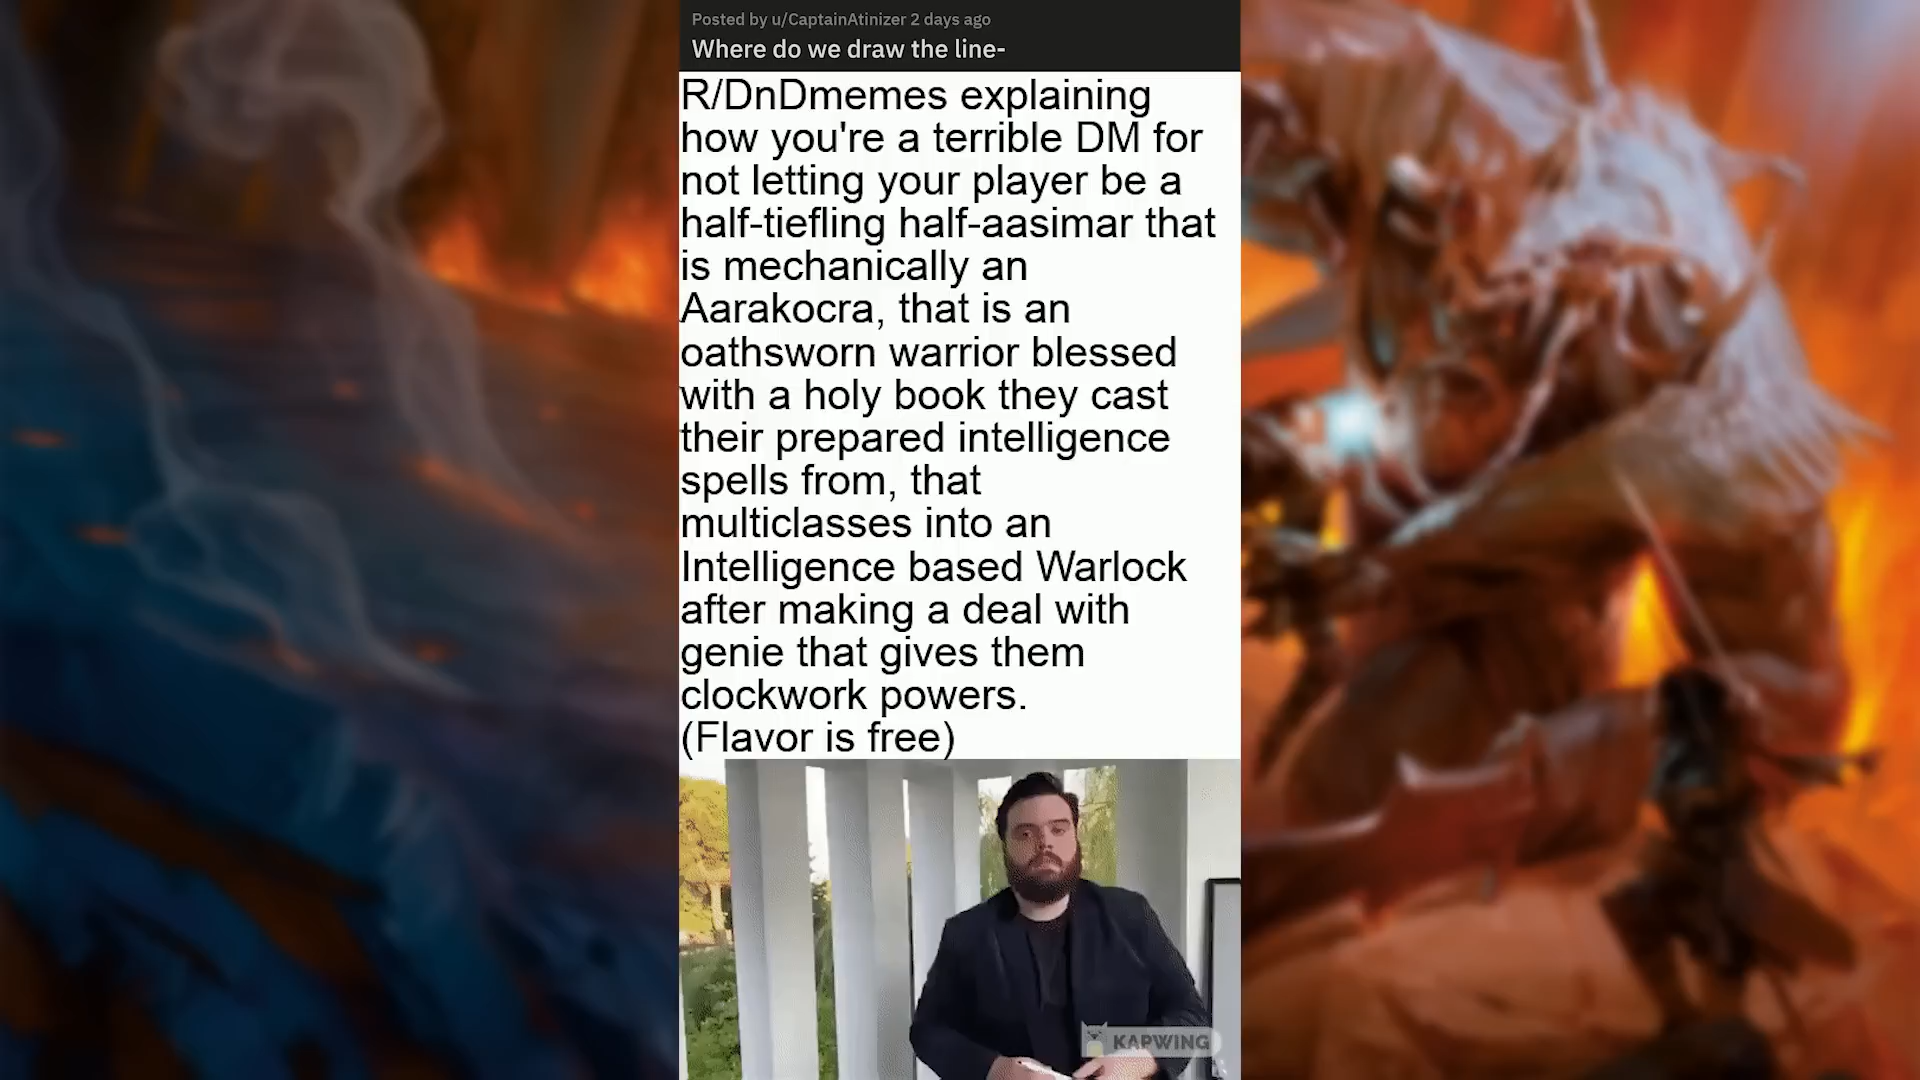 Posted by u/CaptainAtinizer 2 days ago
Where do we draw the line-
R/DnDmemes explaining
how you're a terrible DM for
not letting your player be a
half-tiefling half-aasimar that
is mechanically an
Aarakocra, that is an
oathsworn warrior blessed
with a holy book they cast
their prepared intelligence
spells from, that
multiclasses into an
Intelligence based Warlock
after making a deal with
genie that gives them
clockwork powers.
(Flavor is free)
KAPWING